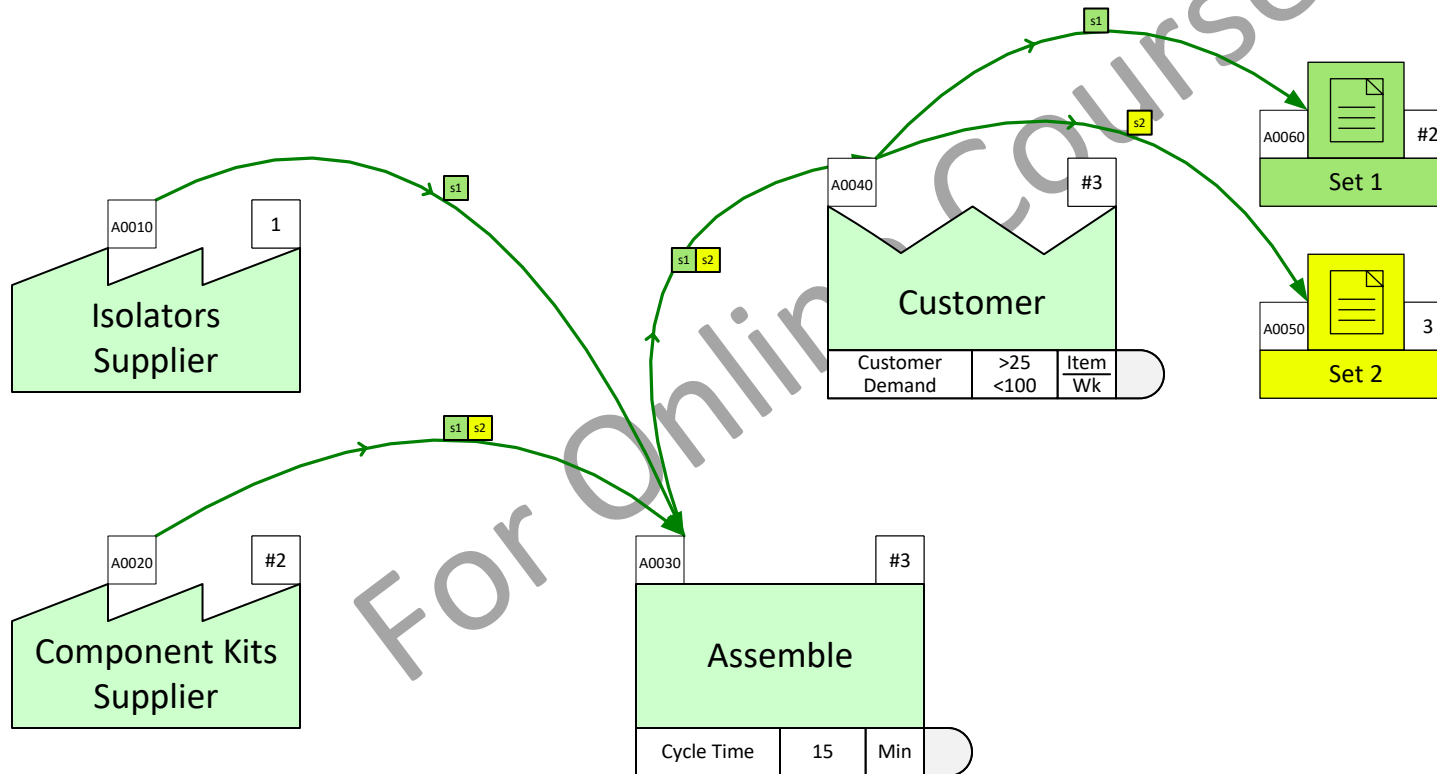 s1
A0060
#2
Set 1
s2
A0050
3
Set 2
A0040
#3
Customer
Customer
Demand
>25
<100
Item
Wk
s1 s2
A0010
1
Isolators
Supplier
s1
s1 s2
A0020
#2
Component Kits
Supplier
A0030
#3
Assemble
Cycle Time
15
Min
For Online Course